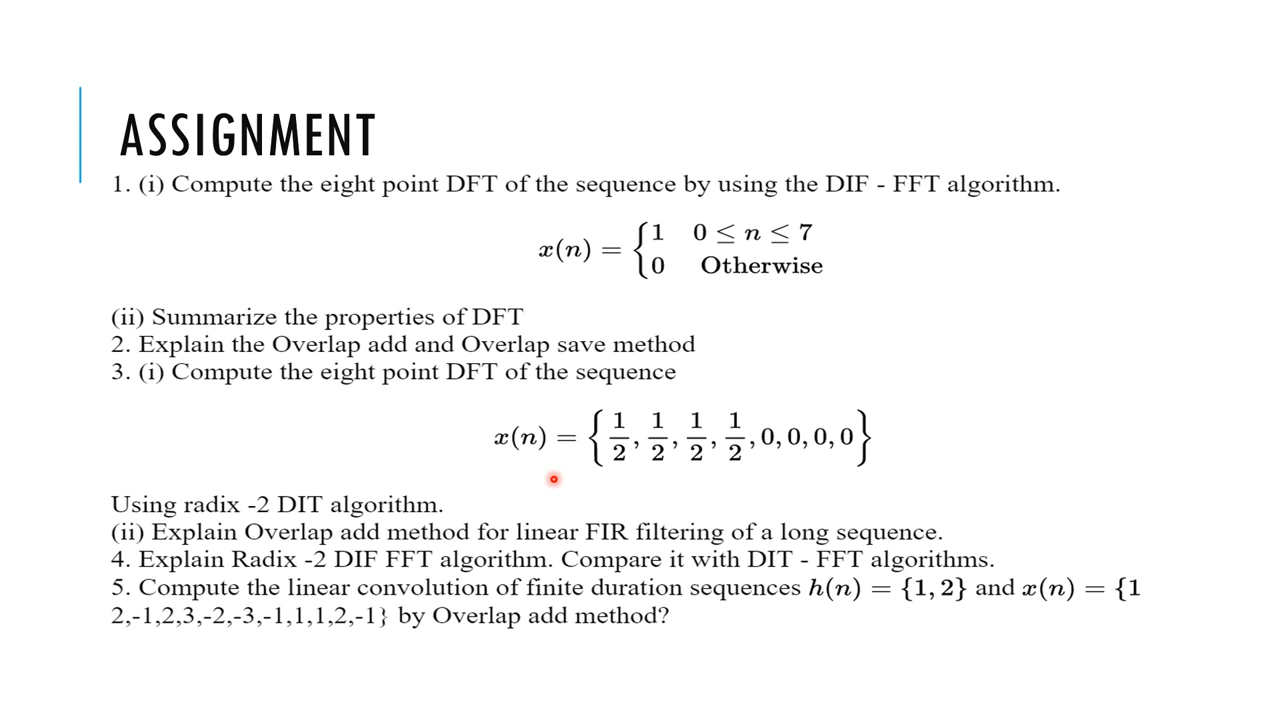 ASSIGNMENT
1. (i) Compute the eight point DFT of the sequence by using the DIF - FFT algorithm.
x(n) = { 1 0 ≤ n ≤ 7
0 Otherwise
(ii) Summarize the properties of DFT
2. Explain the Overlap add and Overlap save method
3. (i) Compute the eight point DFT of the sequence
x(n) = { 1/2, 1/2, 1/2, 1/2, 0, 0, 0, 0 }
Using radix -2 DIT algorithm.
(ii) Explain Overlap add method for linear FIR filtering of a long sequence.
4. Explain Radix -2 DIF FFT algorithm. Compare it with DIT - FFT algorithms.
5. Compute the linear convolution of finite duration sequences h(n) = {1, 2} and x(n) = {1
2,-1,2,3,-2,-3,-1,1,1,2,-1} by Overlap add method?